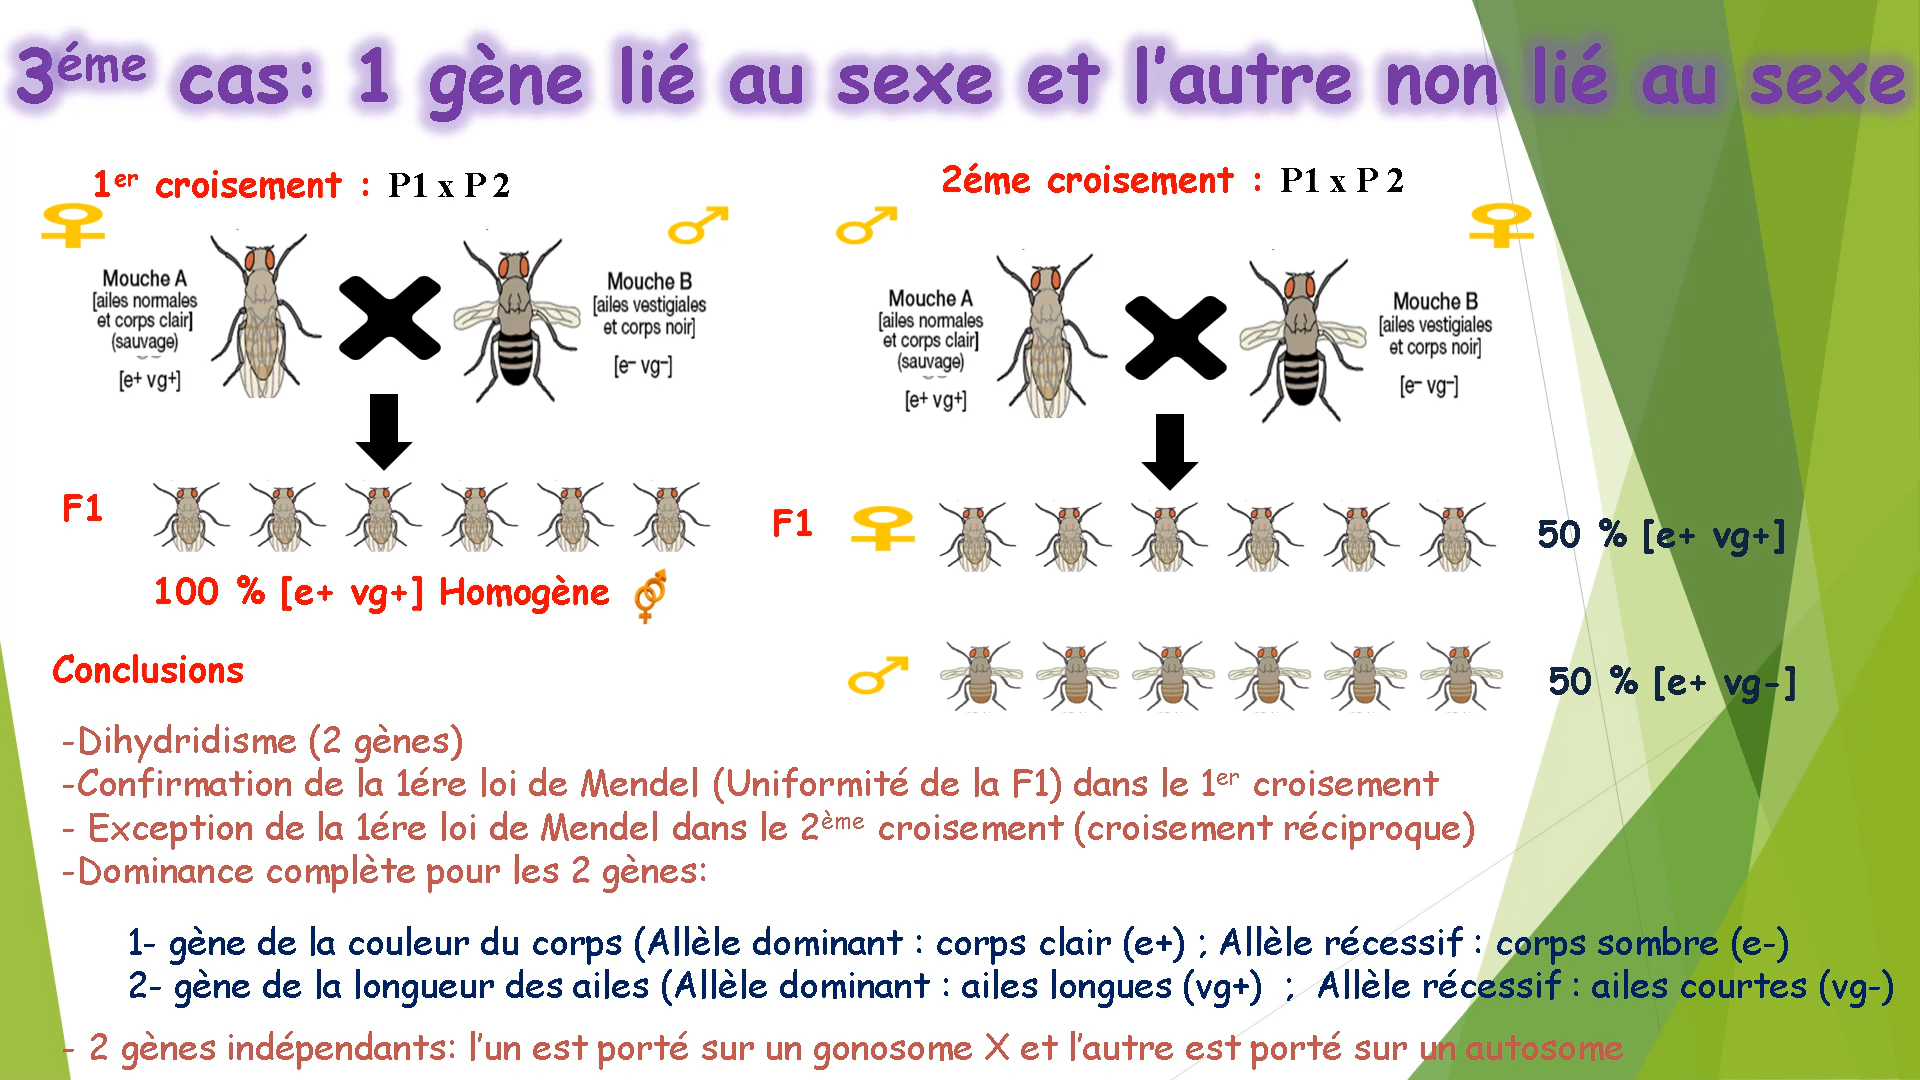 3éme cas: 1 gène lié au sexe et l’autre non lié au sexe
1er croisement : P1 x P 2
Mouche A
[ailes normales
et corps clair]
(sauvage)
[e+ vg+]
Mouche B
[ailes vestigiales
et corps noir]
[e– vg–]
F1
100 % [e+ vg+] Homogène
2éme croisement : P1 x P 2
Mouche A
[ailes normales
et corps clair]
(sauvage)
[e+ vg+]
Mouche B
[ailes vestigiales
et corps noir]
[e– vg–]
F1
50 % [e+ vg+]
50 % [e+ vg-]
Conclusions
-Dihydridisme (2 gènes)
-Confirmation de la 1ére loi de Mendel (Uniformité de la F1) dans le 1er croisement
- Exception de la 1ére loi de Mendel dans le 2ème croisement (croisement réciproque)
-Dominance complète pour les 2 gènes:
1- gène de la couleur du corps (Allèle dominant : corps clair (e+) ; Allèle récessif : corps sombre (e-)
2- gène de la longueur des ailes (Allèle dominant : ailes longues (vg+) ; Allèle récessif : ailes courtes (vg-)
- 2 gènes indépendants: l’un est porté sur un gonosome X et l’autre est porté sur un autosome